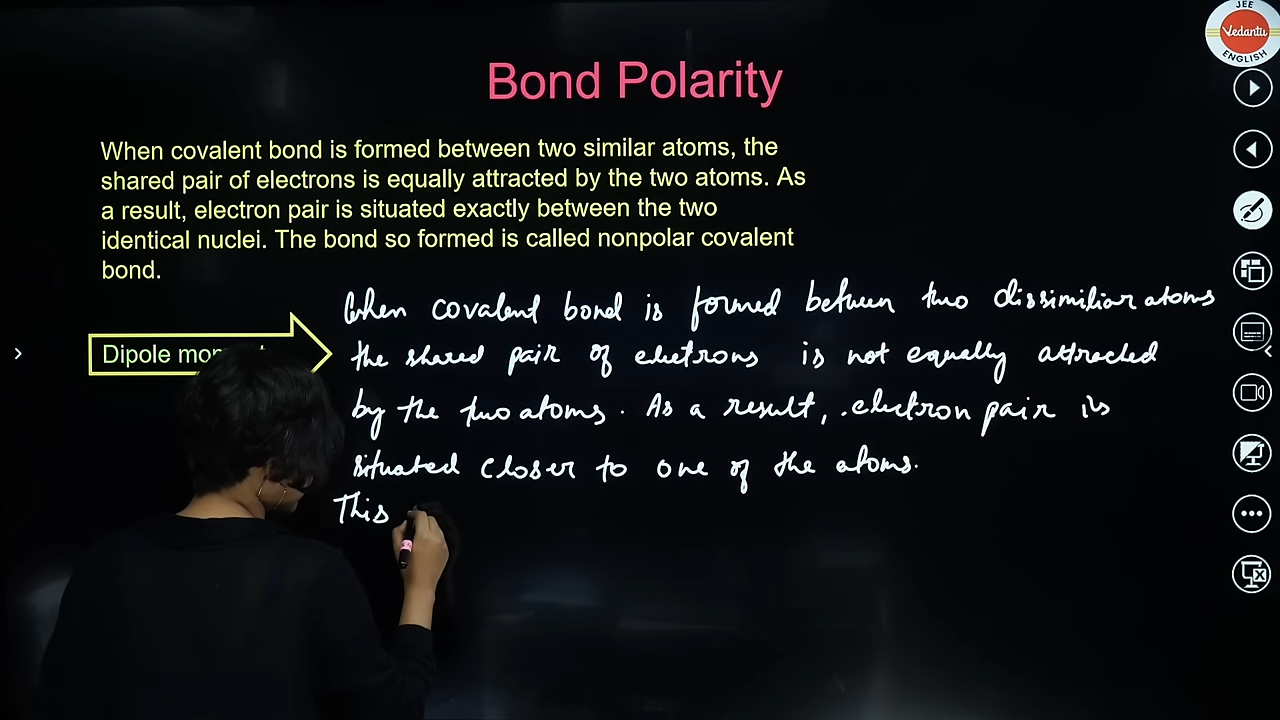 JEE
Vedantu
ENGLISH
Bond Polarity
When covalent bond is formed between two similar atoms, the
shared pair of electrons is equally attracted by the two atoms. As
a result, electron pair is situated exactly between the two
identical nuclei. The bond so formed is called nonpolar covalent
bond.
When covalent bond is formed between two dissimiliar atoms
Dipole
the shared pair of electrons is not equally attracted
by the two atoms. As a result, electron pair is
situated closer to one of the atoms.
This